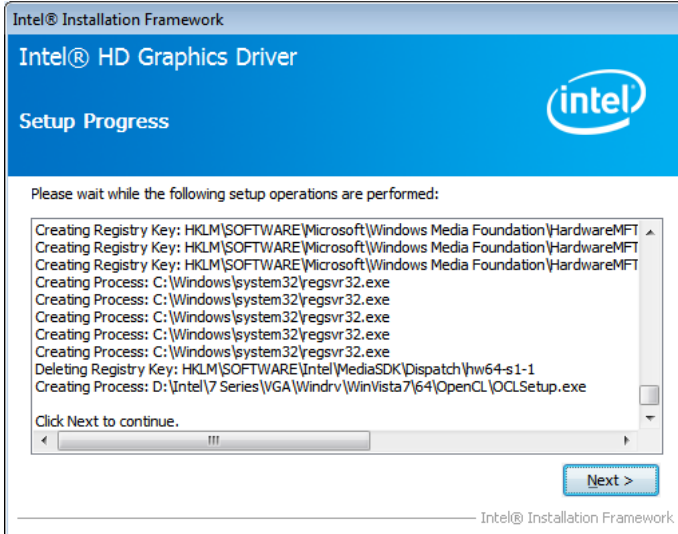 Intel® Installation Framework
Intel® HD Graphics Driver
intel
Setup Progress
Please wait while the following setup operations are performed:
Creating Registry Key: HKLM\SOFTWARE\Microsoft\Windows Media Foundation\HardwareMFT
Creating Registry Key: HKLM\SOFTWARE\Microsoft\Windows Media Foundation\HardwareMFT
Creating Registry Key: HKLM\SOFTWARE\Microsoft\Windows Media Foundation\HardwareMFT
Creating Process: C:\Windows\system32\regsvr32.exe
Creating Process: C:\Windows\system32\regsvr32.exe
Creating Process: C:\Windows\system32\regsvr32.exe
Creating Process: C:\Windows\system32\regsvr32.exe
Creating Process: C:\Windows\system32\regsvr32.exe
Deleting Registry Key: HKLM\SOFTWARE\Intel\MediaSDK\Dispatch\hw64-s1-1
Creating Process: D:\Intel\7 Series\VGA\Windrv\WinVista7\64\OpenCL\OCLSetup.exe
Click Next to continue.
Next >
Intel® Installation Framework